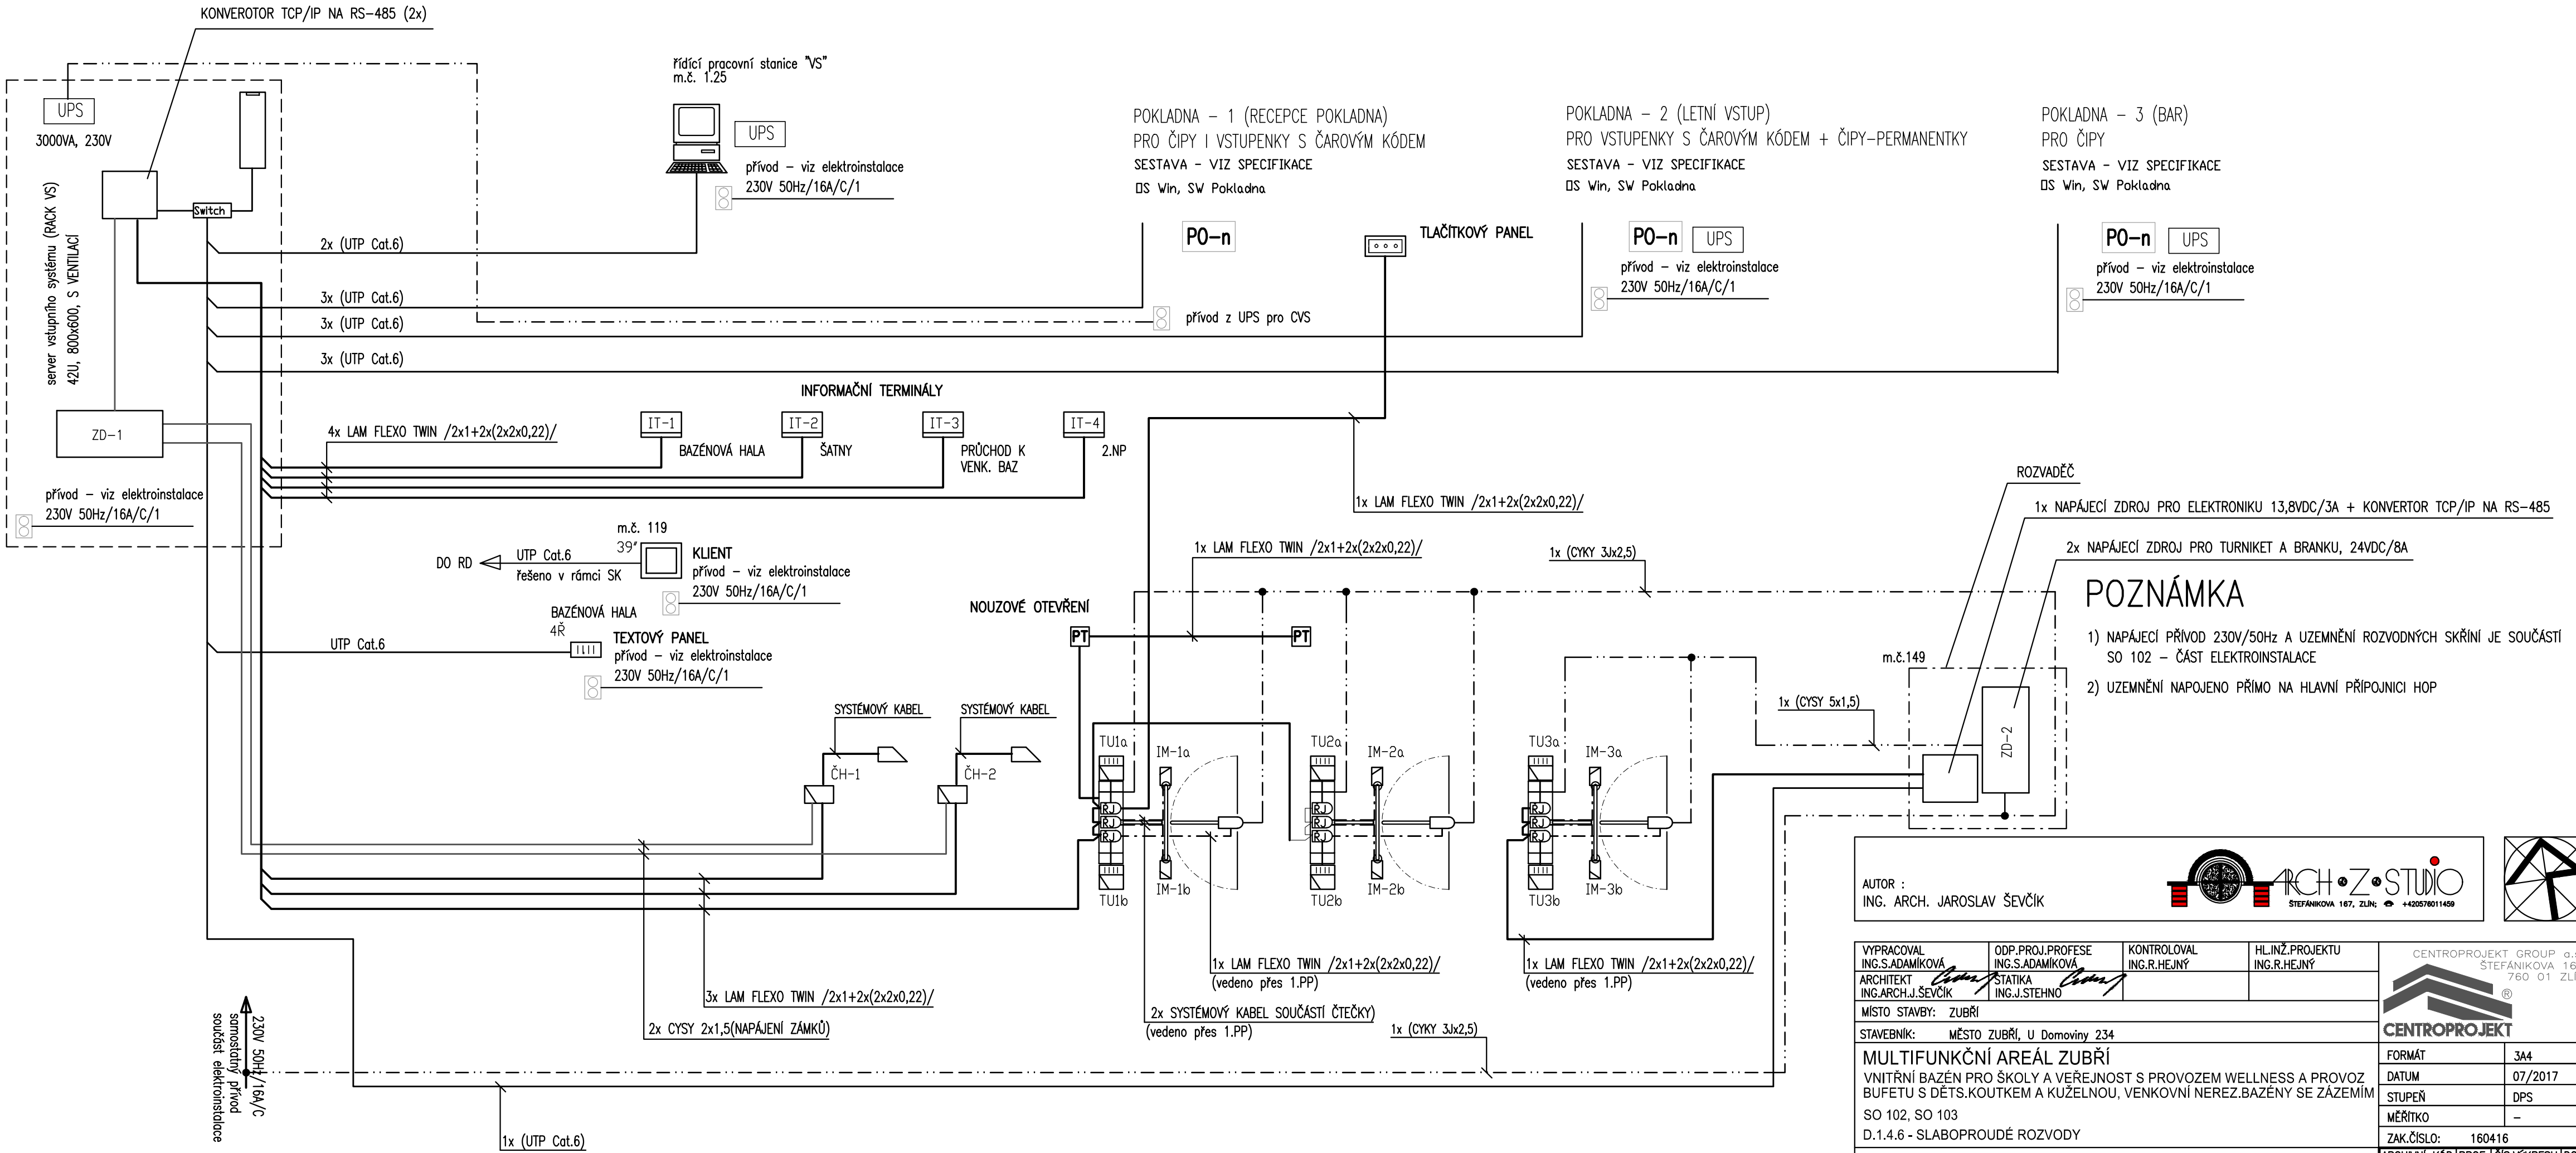 KONVEROTOR TCP/IP NA RS-485 (2x)
UPS
3000VA, 230V
server vstupního systému (RACK VS)
42U, 800x600, S VENTILACÍ
Switch
ZD-1
přívod - viz elektroinstalace
230V 50Hz/16A/C/1
řídící pracovní stanice "VS"
m.č. 1.25
UPS
přívod - viz elektroinstalace
230V 50Hz/16A/C/1
2x (UTP Cat.6)
3x (UTP Cat.6)
3x (UTP Cat.6)
3x (UTP Cat.6)
POKLADNA - 1 (RECEPCE POKLADNA)
PRO ČIPY I VSTUPENKY S ČAROVÝM KÓDEM
SESTAVA - VIZ SPECIFIKACE
OS Win, SW Pokladna
PO-n
přívod z UPS pro CVS
TLAČÍTKOVÝ PANEL
POKLADNA - 2 (LETNÍ VSTUP)
PRO VSTUPENKY S ČAROVÝM KÓDEM + ČIPY-PERMANENTKY
SESTAVA - VIZ SPECIFIKACE
OS Win, SW Pokladna
PO-n
UPS
přívod - viz elektroinstalace
230V 50Hz/16A/C/1
POKLADNA - 3 (BAR)
PRO ČIPY
SESTAVA - VIZ SPECIFIKACE
OS Win, SW Pokladna
PO-n
UPS
přívod - viz elektroinstalace
230V 50Hz/16A/C/1
INFORMAČNÍ TERMINÁLY
4x LAM FLEXO TWIN /2x1+2x(2x2x0,22)/
IT-1
BAZÉNOVÁ HALA
IT-2
ŠATNY
IT-3
PRŮCHOD K
VENK. BAZ
IT-4
2.NP
1x LAM FLEXO TWIN /2x1+2x(2x2x0,22)/
m.č. 119
39"
DO RD
UTP Cat.6
řešeno v rámci SK
KLIENT
přívod - viz elektroinstalace
230V 50Hz/16A/C/1
BAZÉNOVÁ HALA
4Ř
UTP Cat.6
TEXTOVÝ PANEL
přívod - viz elektroinstalace
230V 50Hz/16A/C/1
NOUZOVÉ OTEVŘENÍ
PT
PT
1x LAM FLEXO TWIN /2x1+2x(2x2x0,22)/
1x (CYKY 3Jx2,5)
ROZVADĚČ
1x NAPÁJECÍ ZDROJ PRO ELEKTRONIKU 13,8VDC/3A + KONVERTOR TCP/IP NA RS-485
2x NAPÁJECÍ ZDROJ PRO TURNIKET A BRANKU, 24VDC/8A
POZNÁMKA
1) NAPÁJECÍ PŘÍVOD 230V/50Hz A UZEMNĚNÍ ROZVODNÝCH SKŘÍNÍ JE SOUČÁSTÍ
SO 102 - ČÁST ELEKTROINSTALACE
2) UZEMNĚNÍ NAPOJENO PŘÍMO NA HLAVNÍ PŘÍPOJNICI HOP
m.č.149
1x (CYSY 5x1,5)
ZD-2
SYSTÉMOVÝ KABEL
SYSTÉMOVÝ KABEL
ČH-1
ČH-2
TU1a
IM-1a
RJ
RJ
RJ
TU1b
IM-1b
TU2a
IM-2a
RJ
RJ
RJ
TU2b
IM-2b
TU3a
IM-3a
RJ
RJ
RJ
TU3b
IM-3b
1x LAM FLEXO TWIN /2x1+2x(2x2x0,22)/
(vedeno přes 1.PP)
1x LAM FLEXO TWIN /2x1+2x(2x2x0,22)/
(vedeno přes 1.PP)
3x LAM FLEXO TWIN /2x1+2x(2x2x0,22)/
2x SYSTÉMOVÝ KABEL SOUČÁSTÍ ČTEČKY)
(vedeno přes 1.PP)
2x CYSY 2x1,5(NAPÁJENÍ ZÁMKŮ)
1x (CYKY 3Jx2,5)
230V 50Hz/16A/C
samostatný přívod
součást elektroinstalace
1x (UTP Cat.6)
AUTOR :
ING. ARCH. JAROSLAV ŠEVČÍK
ARCH Z STUDIO
ŠTEFÁNIKOVA 167, ZLÍN; ☎ +420576011459
VYPRACOVAL
ING.S.ADAMÍKOVÁ
ODP.PROJ.PROFESE
ING.S.ADAMÍKOVÁ
KONTROLOVAL
ING.R.HEJNÝ
HL.INŽ.PROJEKTU
ING.R.HEJNÝ
ARCHITEKT
ING.ARCH.J.ŠEVČÍK
STATIKA
ING.J.STEHNO
CENTROPROJEKT GROUP a.s
ŠTEFÁNIKOVA 16
760 01 ZLÍ
®
CENTROPROJEKT
MÍSTO STAVBY: ZUBŘÍ
STAVEBNÍK: MĚSTO ZUBŘÍ, U Domoviny 234
MULTIFUNKČNÍ AREÁL ZUBŘÍ
VNITŘNÍ BAZÉN PRO ŠKOLY A VEŘEJNOST S PROVOZEM WELLNESS A PROVOZ
BUFETU S DĚTS.KOUTKEM A KUŽELNOU, VENKOVNÍ NEREZ.BAZÉNY SE ZÁZEMÍM
SO 102, SO 103
D.1.4.6 - SLABOPROUDÉ ROZVODY
FORMÁT 3A4
DATUM 07/2017
STUPEŇ DPS
MĚŘÍTKO -
ZAK.ČÍSLO: 160416